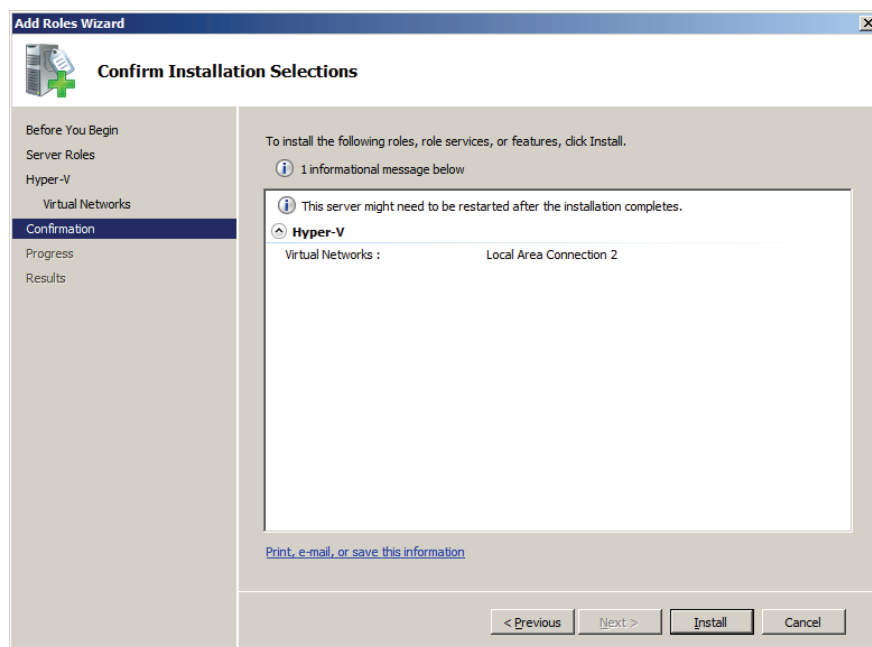 Add Roles Wizard
Confirm Installation Selections
Before You Begin
Server Roles
Hyper-V
Virtual Networks
Confirmation
Progress
Results
To install the following roles, role services, or features, click Install.
1 informational message below
This server might need to be restarted after the installation completes.
Hyper-V
Virtual Networks : Local Area Connection 2
Print, e-mail, or save this information
< Previous Next > Install Cancel